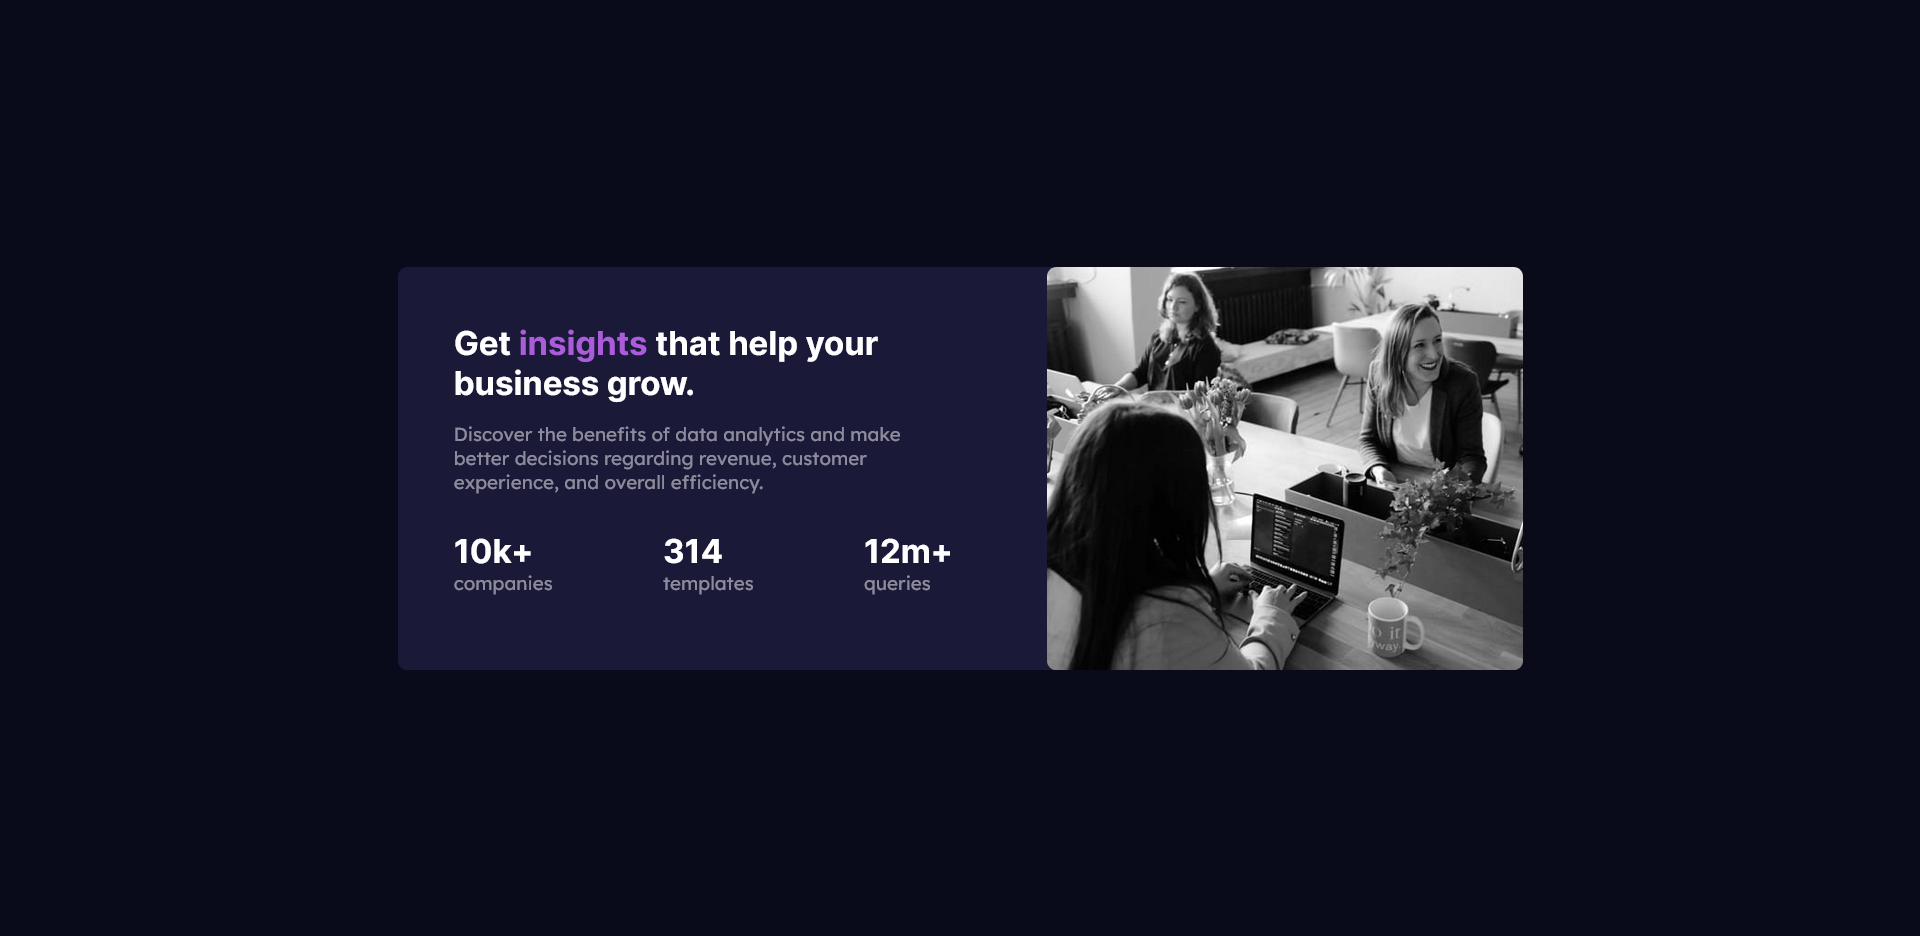 Get insights that help your
business grow.
Discover the benefits of data analytics and make
better decisions regarding revenue, customer
experience, and overall efficiency.
10k+ 314 12m+
companies templates queries
way